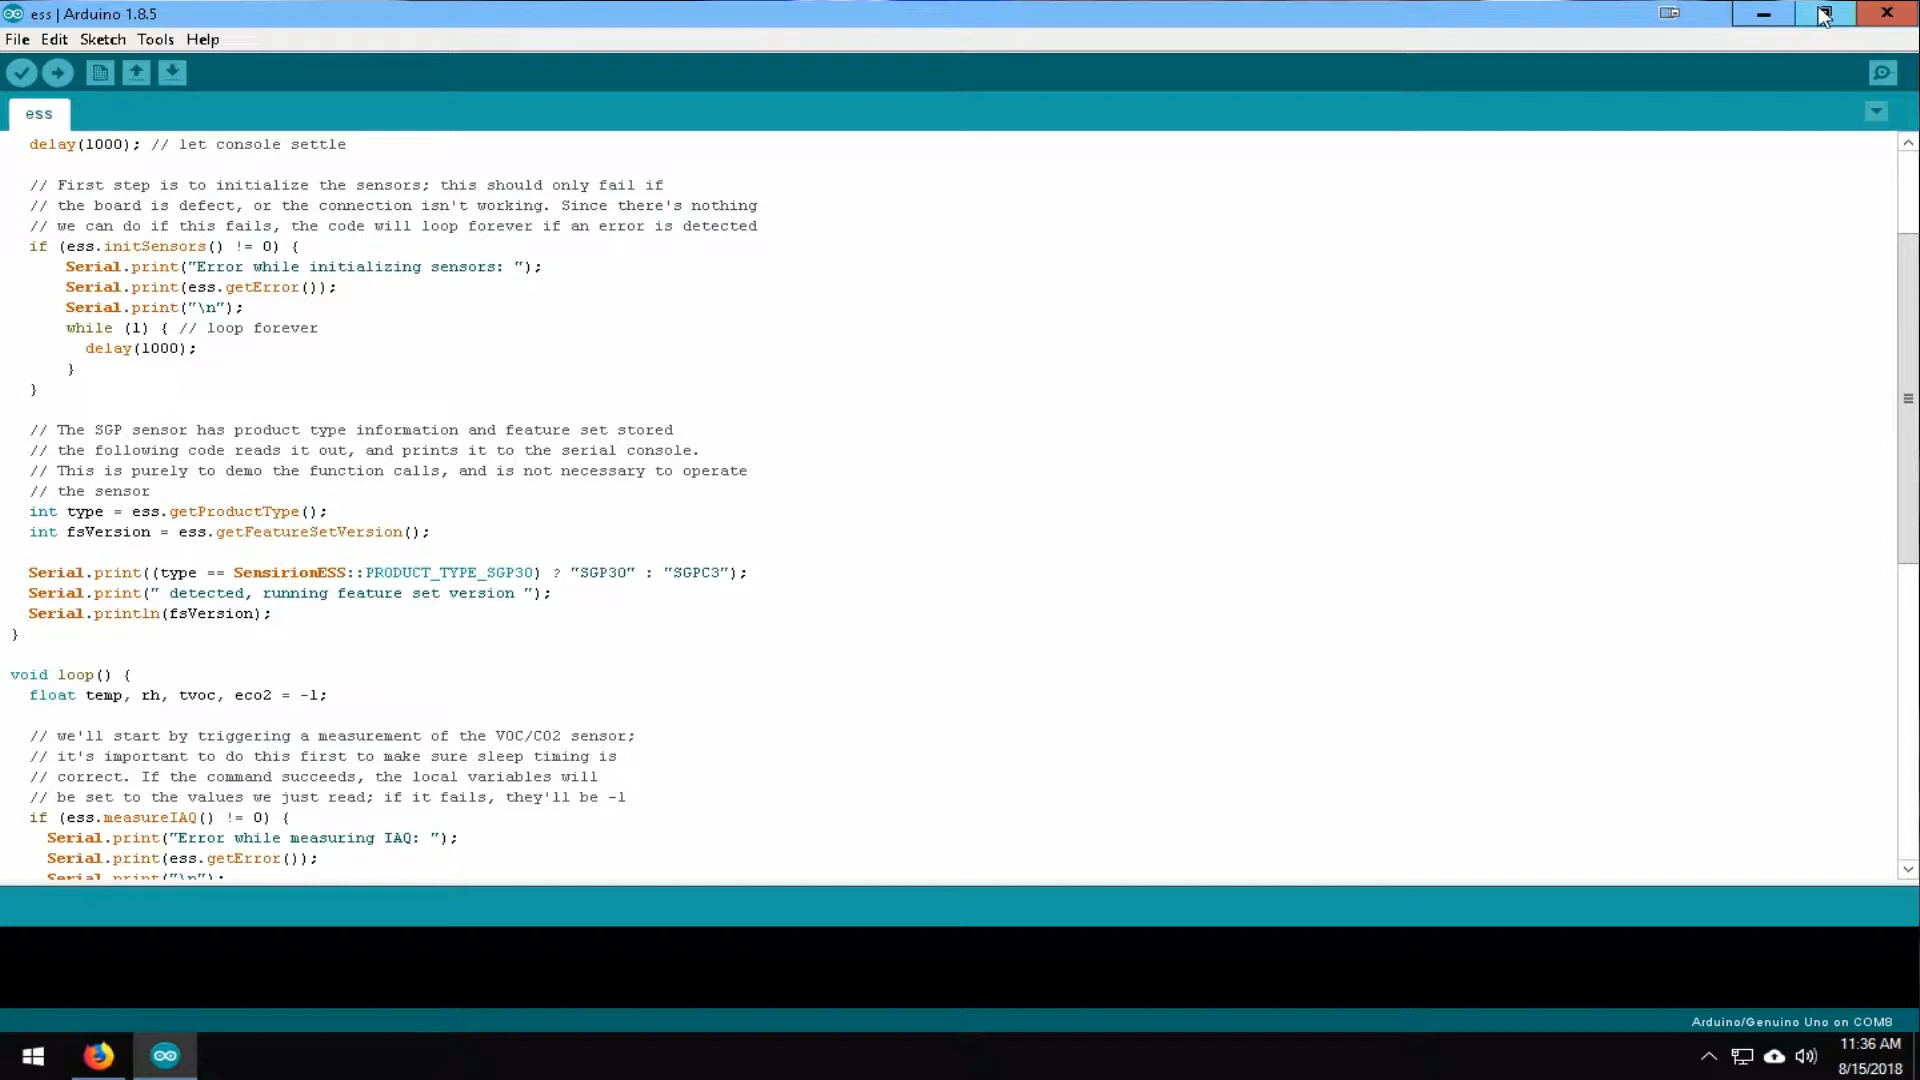 ess | Arduino 1.8.5
File Edit Sketch Tools Help
ess
delay(1000); // let console settle
// First step is to initialize the sensors; this should only fail if
// the board is defect, or the connection isn't working. Since there's nothing
// we can do if this fails, the code will loop forever if an error is detected
if (ess.initSensors() != 0) {
Serial.print("Error while initializing sensors: ");
Serial.print(ess.getError());
Serial.print("\n");
while (1) { // loop forever
delay(1000);
}
}
// The SGP sensor has product type information and feature set stored
// the following code reads it out, and prints it to the serial console.
// This is purely to demo the function calls, and is not necessary to operate
// the sensor
int type = ess.getProductType();
int fsVersion = ess.getFeatureSetVersion();
Serial.print((type == SensirionESS::PRODUCT_TYPE_SGP30) ? "SGP30" : "SGPC3");
Serial.print(" detected, running feature set version ");
Serial.println(fsVersion);
}
void loop() {
float temp, rh, tvoc, eco2 = -1;
// we'll start by triggering a measurement of the VOC/CO2 sensor;
// it's important to do this first to make sure sleep timing is
// correct. If the command succeeds, the local variables will
// be set to the values we just read; if it fails, they'll be -1
if (ess.measureIAQ() != 0) {
Serial.print("Error while measuring IAQ: ");
Serial.print(ess.getError());
Serial.print("\n");
Arduino/Genuino Uno on COM8
11:36 AM
8/15/2018